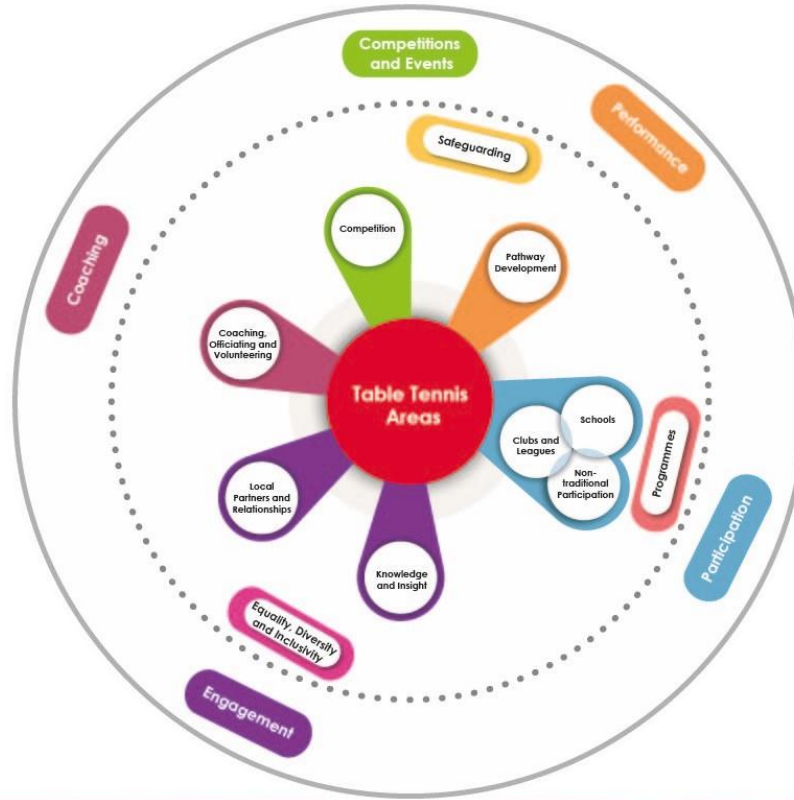 Competitions
and Events
Performance
Safeguarding
Competition
Pathway
Development
Coaching
Coaching,
Officiating and
Volunteering
Table Tennis
Areas
Schools
Clubs and
Leagues
Non-
traditional
Participation
Programmes
Participation
Local
Partners and
Relationships
Knowledge
and Insight
Equality, Diversity
and Inclusivity
Engagement